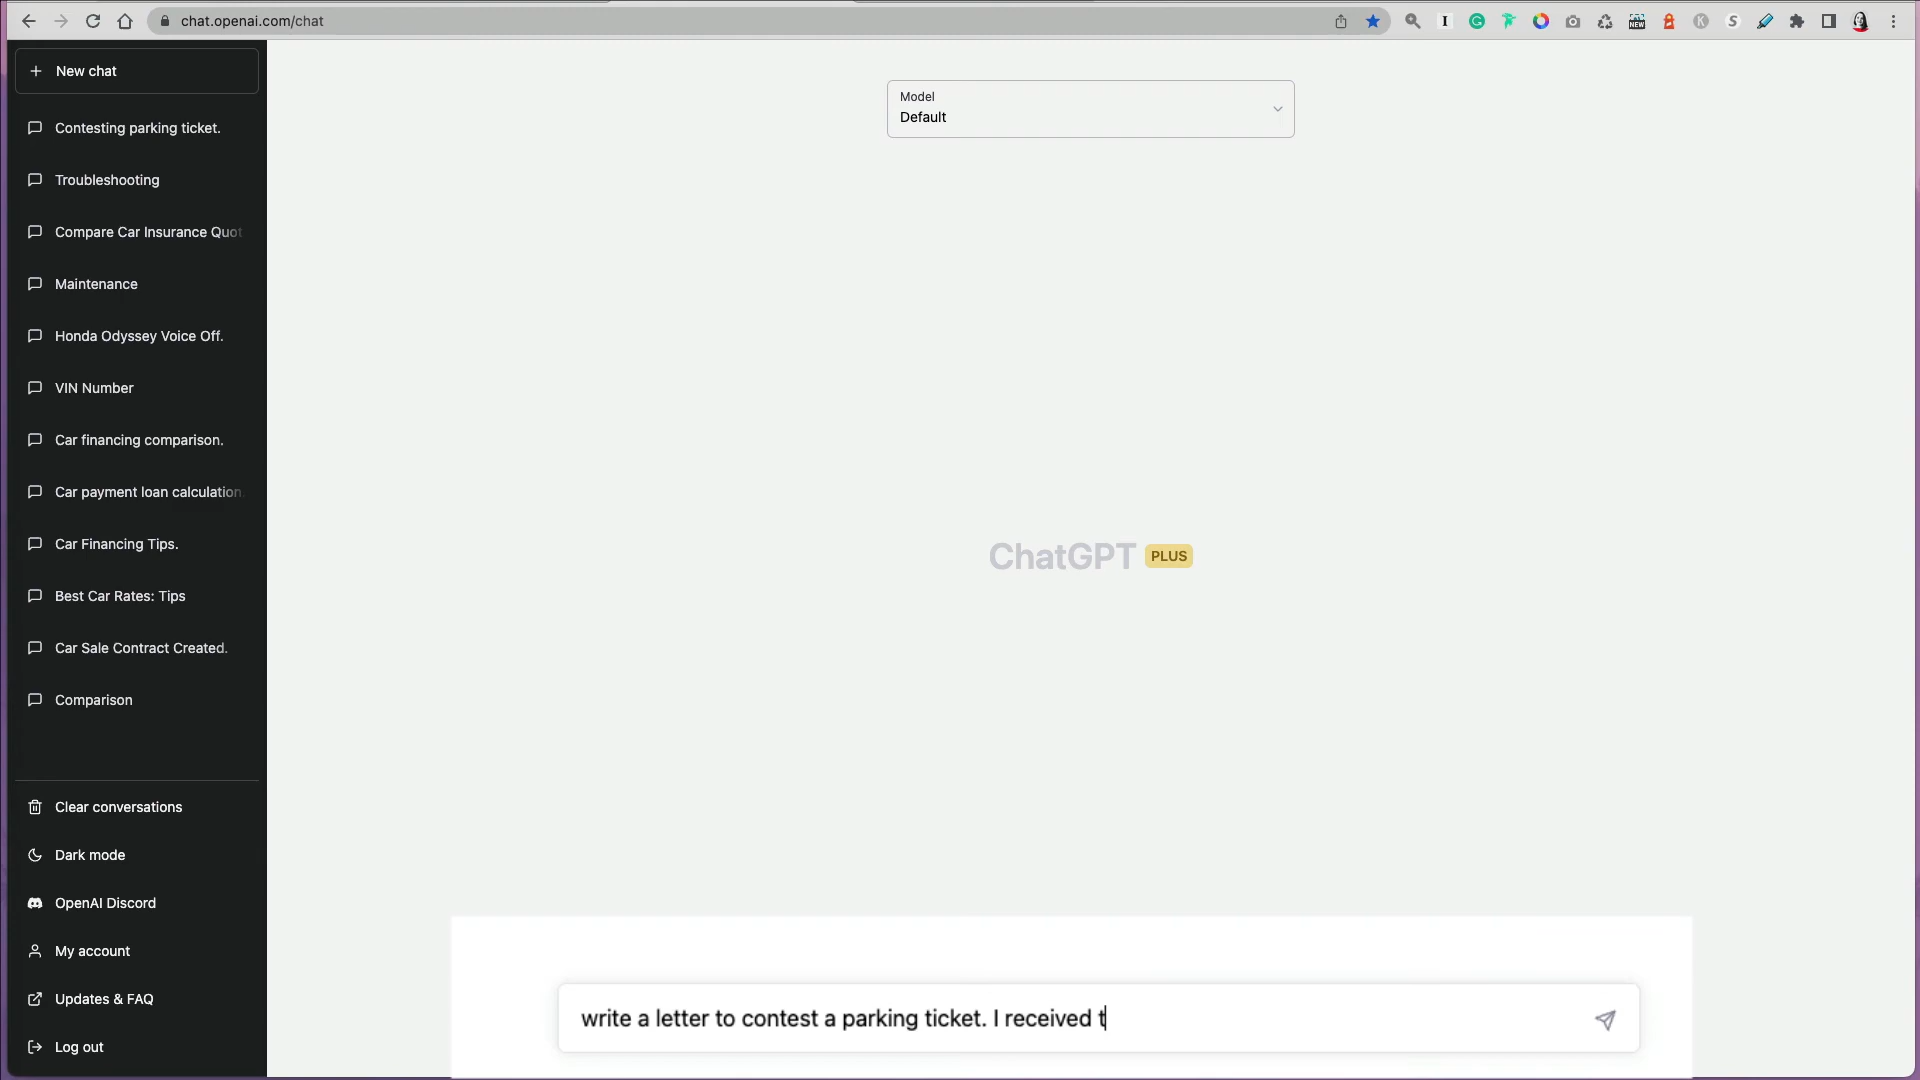 chat.openai.com/chat
New chat
Contesting parking ticket.
Troubleshooting
Compare Car Insurance Quot
Maintenance
Honda Odyssey Voice Off.
VIN Number
Car financing comparison.
Car payment loan calculation.
Car Financing Tips.
Best Car Rates: Tips
Car Sale Contract Created.
Comparison
Clear conversations
Dark mode
OpenAI Discord
My account
Updates & FAQ
Log out
Model
Default
ChatGPT PLUS
write a letter to contest a parking ticket. I received t